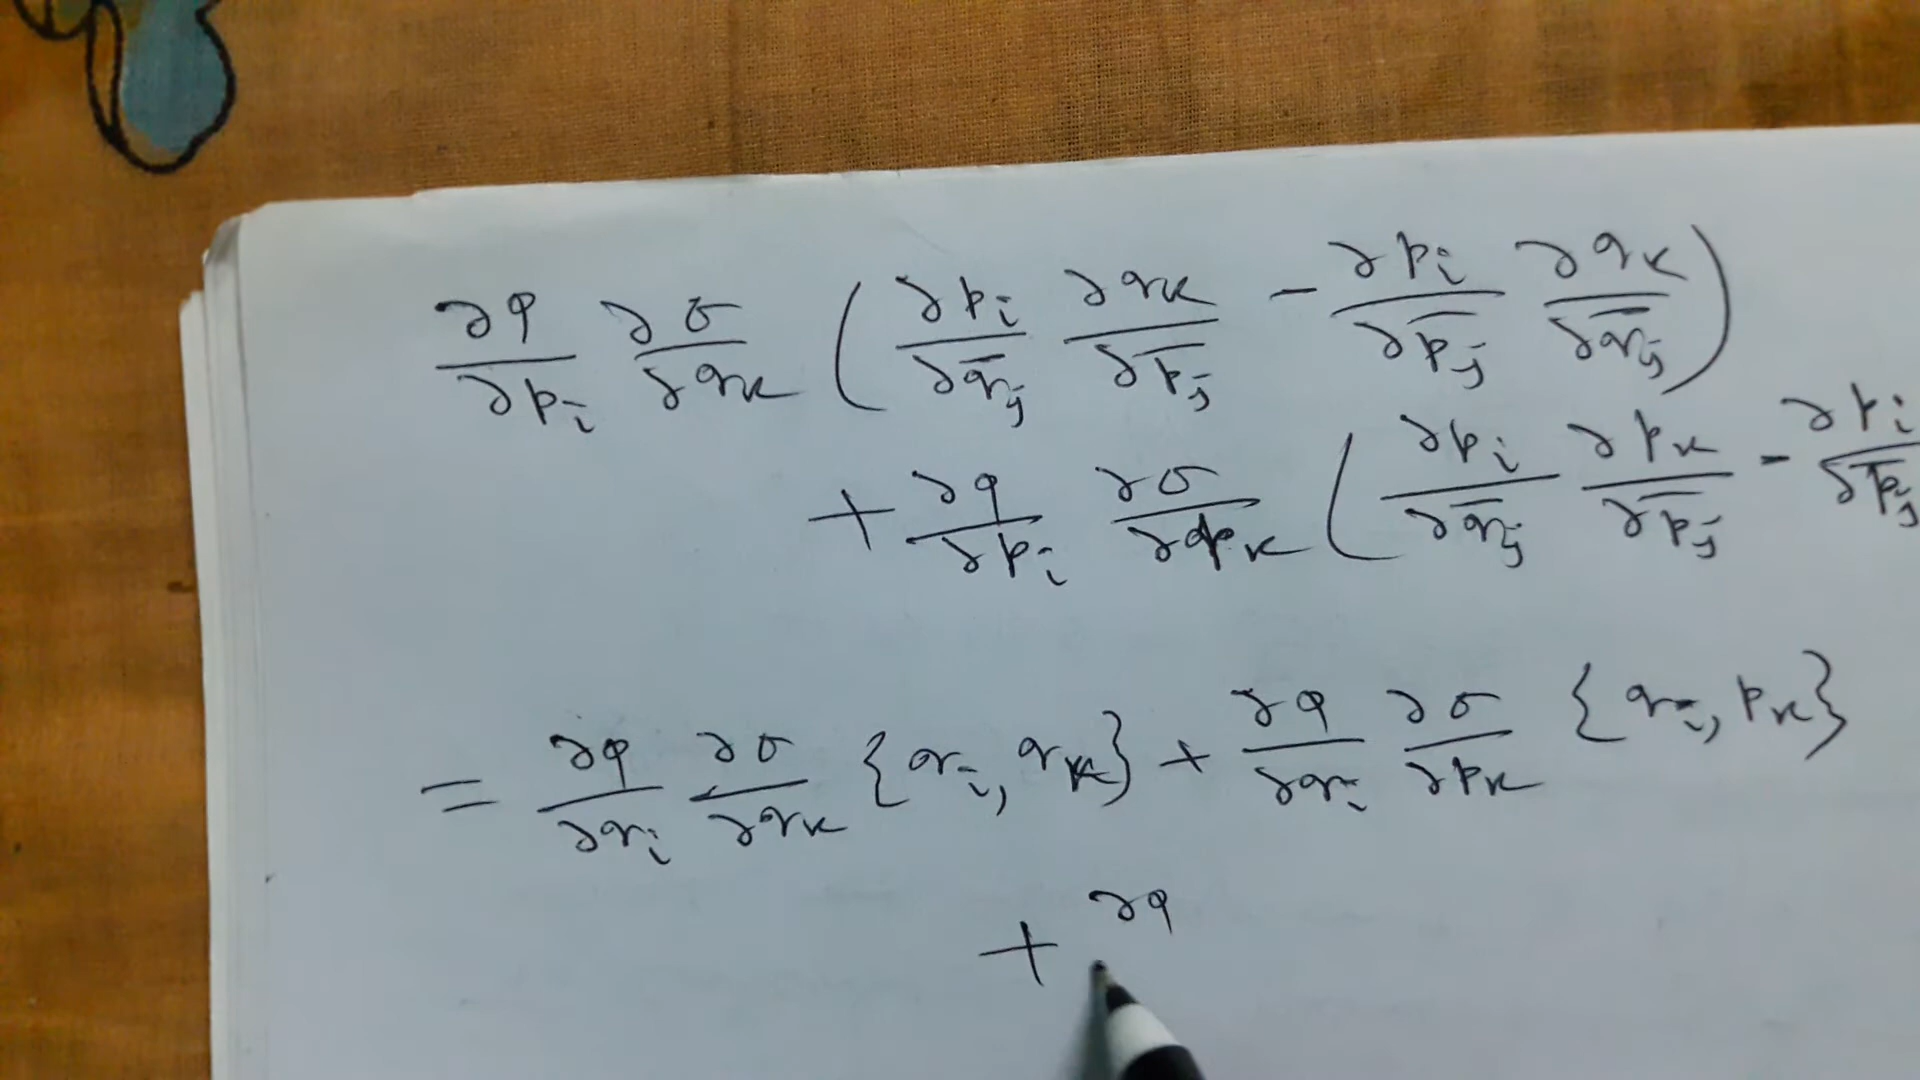 ∂φ/∂p_i ∂σ/∂q_k ( ∂p_i/∂q̄_j ∂q_k/∂p̄_j − ∂p_i/∂p̄_j ∂q_k/∂q̄_j )
+ ∂φ/∂p_i ∂σ/∂p_k ( ∂p_i/∂q̄_j ∂p_k/∂p̄_j − ∂p_i/∂p̄_j
= ∂φ/∂q_i ∂σ/∂q_k {q_i, q_k} + ∂φ/∂q_i ∂σ/∂p_k {q_i, p_k}
+ ∂φ